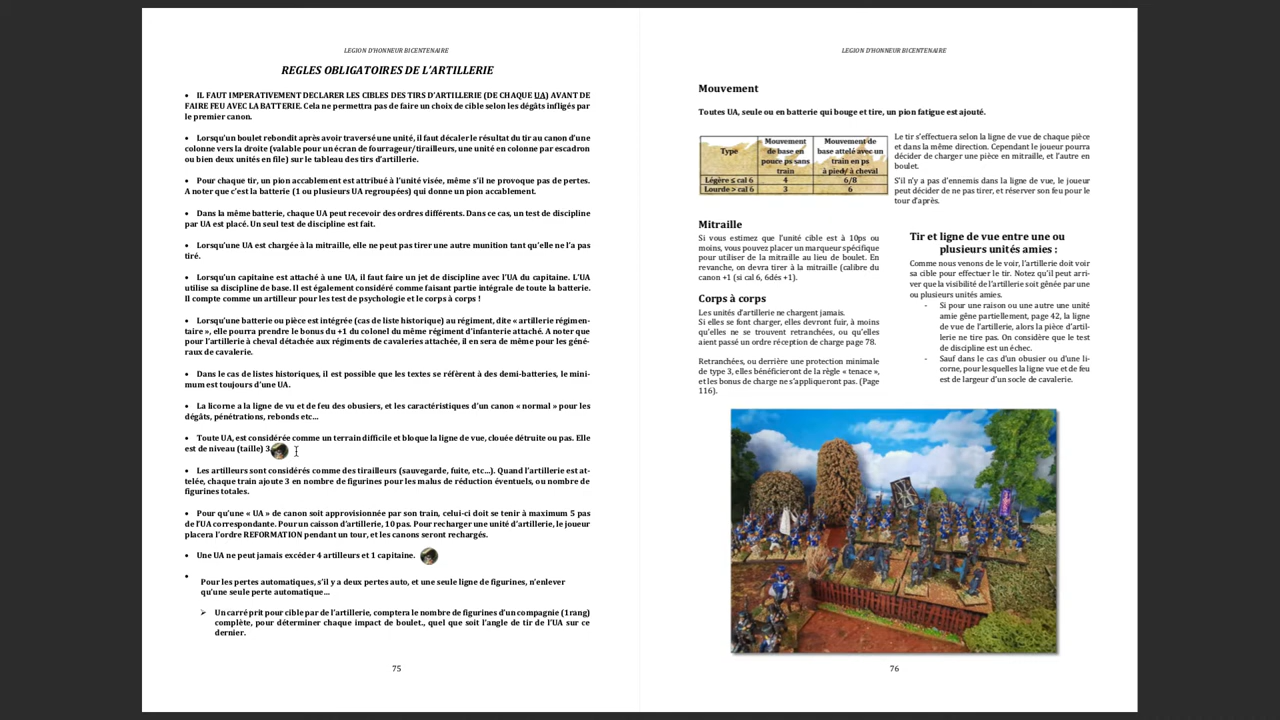 LEGION D'HONNEUR BICENTENAIRE
REGLES OBLIGATOIRES DE L'ARTILLERIE
• IL FAUT IMPERATIVEMENT DECLARER LES CIBLES DES TIRS D'ARTILLERIE (DE CHAQUE UA) AVANT DE
FAIRE FEU AVEC LA BATTERIE. Cela ne permettra pas de faire un choix de cible selon les dégâts infligés par
le premier canon.
• Lorsqu'un boulet rebondit après avoir traversé une unité, il faut décaler le résultat du tir au canon d'une
colonne vers la droite (valable pour un écran de fourrageur/tirailleurs, une unité en colonne par escadron
ou bien deux unités en file) sur le tableau des tirs d'artillerie.
• Pour chaque tir, un pion accablement est attribué à l'unité visée, même s'il ne provoque pas de pertes.
A noter que c'est la batterie (1 ou plusieurs UA regroupées) qui donne un pion accablement.
• Dans la même batterie, chaque UA peut recevoir des ordres différents. Dans ce cas, un test de discipline
par UA est placé. Un seul test de discipline est fait.
• Lorsqu'une UA est chargée à la mitraille, elle ne peut pas tirer une autre munition tant qu'elle ne l'a pas
tiré.
• Lorsqu'un capitaine est attaché à une UA, il faut faire un jet de discipline avec l'UA du capitaine. L'UA
utilise sa discipline de base. Il est également considéré comme faisant partie intégrale de toute la batterie.
Il compte comme un artilleur pour les test de psychologie et le corps à corps !
• Lorsqu'une batterie ou pièce est intégrée (cas de liste historique) au régiment, dite « artillerie régimen-
taire », elle pourra prendre le bonus du +1 du colonel du même régiment d'infanterie attaché. A noter que
pour l'artillerie à cheval détachée aux régiments de cavaleries attachée, il en sera de même pour les géné-
raux de cavalerie.
• Dans le cas de listes historiques, il est possible que les textes se réfèrent à des demi-batteries, le mini-
mum est toujours d'une UA.
• La licorne a la ligne de vu et de feu des obusiers, et les caractéristiques d'un canon « normal » pour les
dégâts, pénétrations, rebonds etc...
• Toute UA, est considérée comme un terrain difficile et bloque la ligne de vue, clouée détruite ou pas. Elle
est de niveau (taille) 3
• Les artilleurs sont considérés comme des tirailleurs (sauvegarde, fuite, etc...). Quand l'artillerie est at-
telée, chaque train ajoute 3 en nombre de figurines pour les malus de réduction éventuels, ou nombre de
figurines totales.
• Pour qu'une « UA » de canon soit approvisionnée par son train, celui-ci doit se tenir à maximum 5 pas
de l'UA correspondante. Pour un caisson d'artillerie, 10 pas. Pour recharger une unité d'artillerie, le joueur
placera l'ordre REFORMATION pendant un tour, et les canons seront rechargés.
• Une UA ne peut jamais excéder 4 artilleurs et 1 capitaine.
•
Pour les pertes automatiques, s'il y a deux pertes auto, et une seule ligne de figurines, n'enlever
qu'une seule perte automatique...
➢ Un carré prit pour cible par de l'artillerie, comptera le nombre de figurines d'un compagnie (1rang)
complète, pour déterminer chaque impact de boulet., quel que soit l'angle de tir de l'UA sur ce
dernier.
75
LEGION D'HONNEUR BICENTENAIRE
Mouvement
Toutes UA, seule ou en batterie qui bouge et tire, un pion fatigue est ajouté.
Type | Mouvement de base en pouce ps sans train | Mouvement de base attelé avec un train en ps à pied/ à cheval
Légère ≤ cal 6 | 4 | 6/8
Lourde > cal 6 | 3 | 6
Le tir s'effectuera selon la ligne de vue de chaque pièce
et dans la même direction. Cependant le joueur pourra
décider de charger une pièce en mitraille, et l'autre en
boulet.
S'il n'y a pas d'ennemis dans la ligne de vue, le joueur
peut décider de ne pas tirer, et réserver son feu pour le
tour d'après.
Mitraille
Si vous estimez que l'unité cible est à 10ps ou
moins, vous pouvez placer un marqueur spécifique
pour utiliser de la mitraille au lieu de boulet. En
revanche, on devra tirer à la mitraille (calibre du
canon +1 (si cal 6, 6dés +1).
Corps à corps
Les unités d'artillerie ne chargent jamais.
Si elles se font charger, elles devront fuir, à moins
qu'elles ne se trouvent retranchées, ou qu'elles
aient passé un ordre réception de charge page 78.
Retranchées, ou derrière une protection minimale
de type 3, elles bénéficieront de la règle « tenace »,
et les bonus de charge ne s'appliqueront pas. (Page
116).
Tir et ligne de vue entre une ou
plusieurs unités amies :
Comme nous venons de le voir, l'artillerie doit voir
sa cible pour effectuer le tir. Notez qu'il peut arri-
ver que la visibilité de l'artillerie soit gênée par une
ou plusieurs unités amies.
- Si pour une raison ou une autre une unité
amie gêne partiellement, page 42, la ligne
de vue de l'artillerie, alors la pièce d'artil-
lerie ne tire pas. On considère que le test
de discipline est un échec.
- Sauf dans le cas d'un obusier ou d'une li-
corne, pour lesquelles la ligne vue et de feu
est de largeur d'un socle de cavalerie.
76